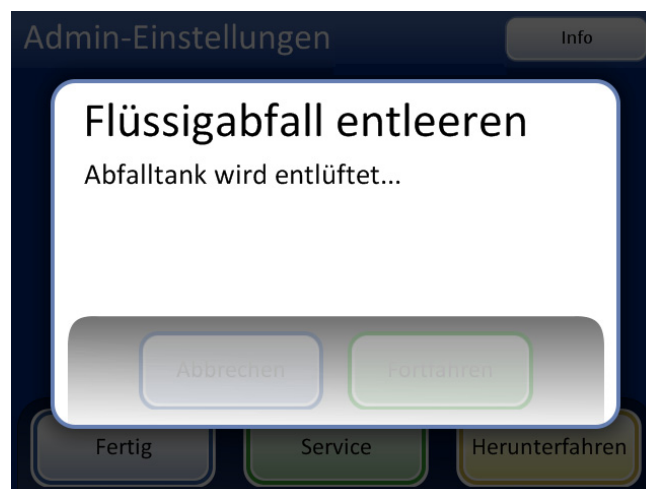 Admin-Einstellungen
Info
Flüssigabfall entleeren
Abfalltank wird entlüftet...
Abbrechen
Fortfahren
Fertig
Service
Herunterfahren